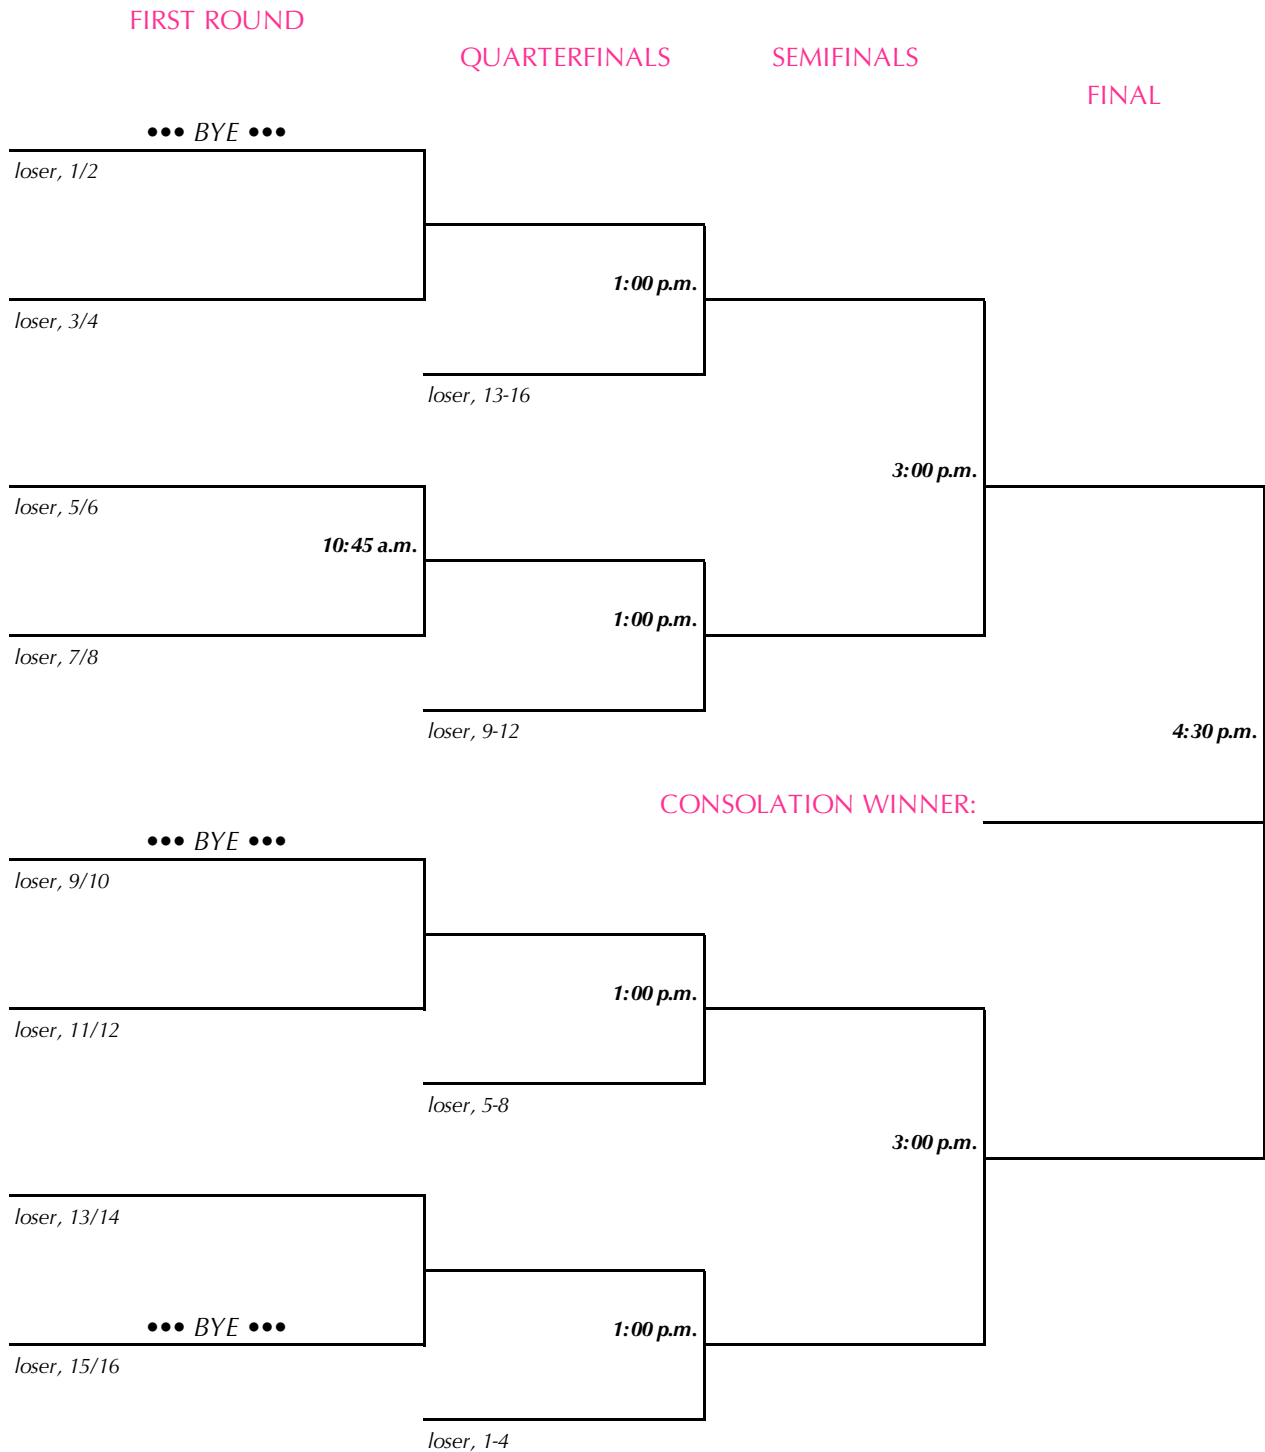 FIRST ROUND
QUARTERFINALS SEMIFINALS
FINAL
••• BYE •••
loser, 1/2
1:00 p.m.
loser, 3/4
loser, 13-16
3:00 p.m.
loser, 5/6
10:45 a.m.
1:00 p.m.
loser, 7/8
loser, 9-12
4:30 p.m.
CONSOLATION WINNER:
••• BYE •••
loser, 9/10
1:00 p.m.
loser, 11/12
loser, 5-8
3:00 p.m.
loser, 13/14
••• BYE •••
1:00 p.m.
loser, 15/16
loser, 1-4